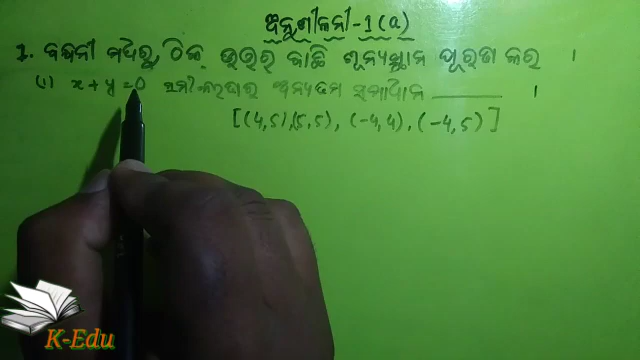 ଅନୁଶୀଳନୀ-1(a)
1. ବନ୍ଧନୀ ମଧ୍ୟରୁ ଠିକ୍ ଉତ୍ତର ବାଛି ଶୂନ୍ୟସ୍ଥାନ ପୂରଣ କର ।
(i) x + y = 0 ସମୀକରଣର ଅନ୍ୟତମ ସମାଧାନ ______ ।
[(4,5),(5,5), (-4,4), (-4,5)]
K-Edu